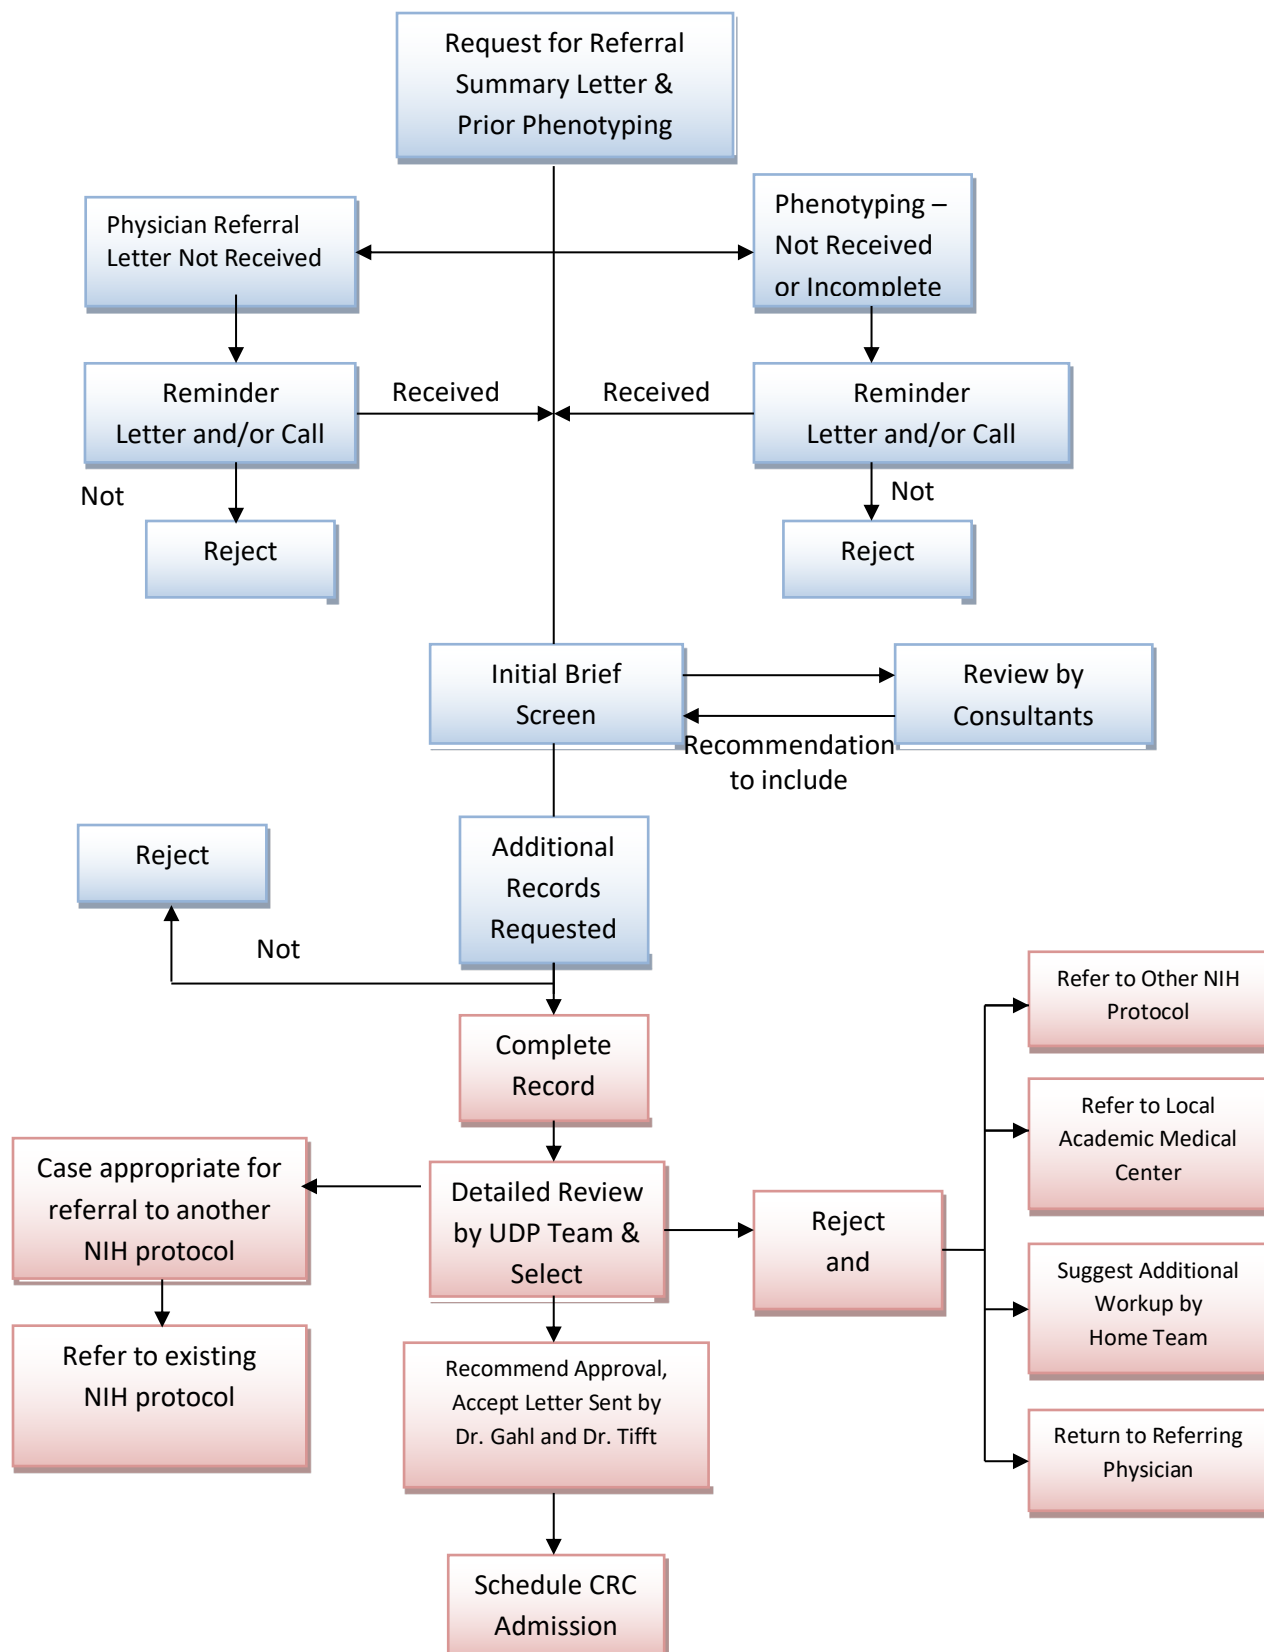 Request for Referral
Summary Letter &
Prior Phenotyping
Physician Referral
Letter Not Received
Phenotyping –
Not Received
or Incomplete
Reminder
Letter and/or Call
Received
Received
Reminder
Letter and/or Call
Not
Not
Reject
Reject
Initial Brief
Screen
Review by
Consultants
Recommendation
to include
Reject
Additional
Records
Requested
Not
Complete
Record
Refer to Other NIH
Protocol
Refer to Local
Academic Medical
Center
Case appropriate for
referral to another
NIH protocol
Detailed Review
by UDP Team &
Select
Reject
and
Suggest Additional
Workup by
Home Team
Refer to existing
NIH protocol
Recommend Approval,
Accept Letter Sent by
Dr. Gahl and Dr. Tifft
Return to Referring
Physician
Schedule CRC
Admission